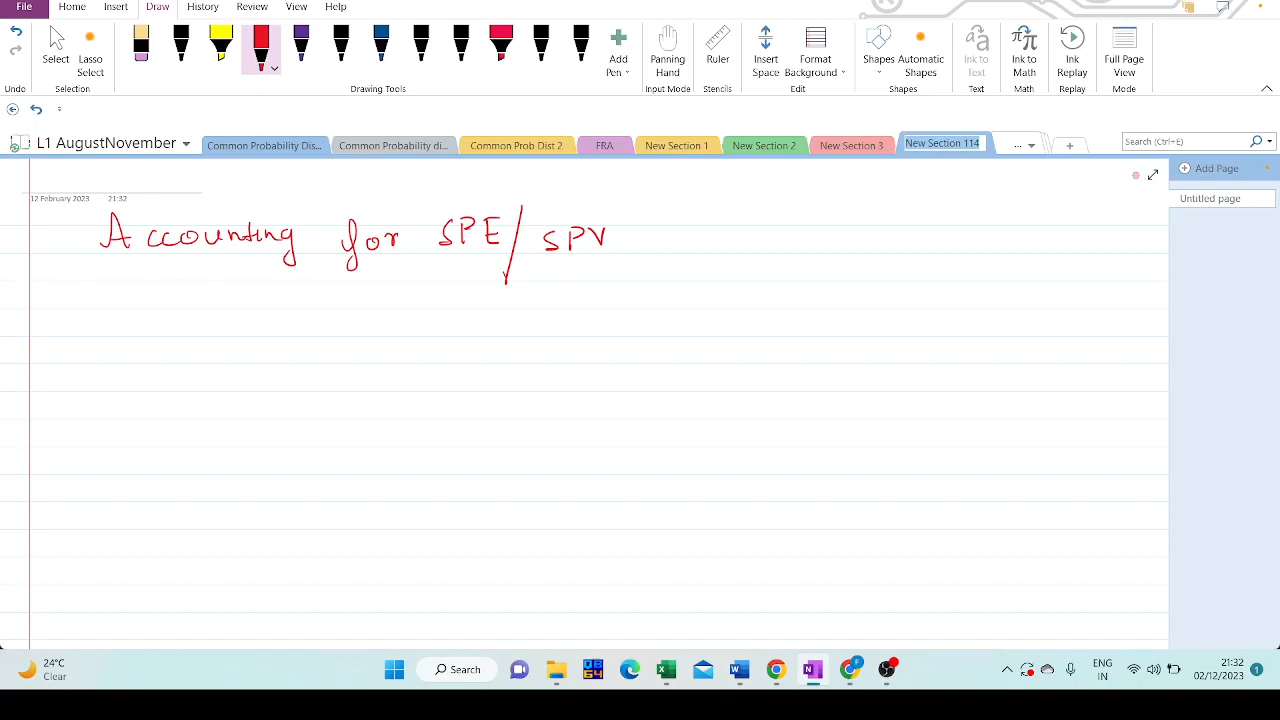 File Home Insert Draw History Review View Help
Undo Select Lasso Select Add Pen Panning Hand Ruler Insert Space Format Background Shapes Automatic Shapes Ink to Text Ink to Math Ink Replay Full Page View
Undo Selection Drawing Tools Input Mode Stencils Edit Shapes Text Math Replay Mode
L1 AugustNovember Common Probability Dis... Common Probability di... Common Prob Dist 2 FRA New Section 1 New Section 2 New Section 3 New Section 114 ... Search (Ctrl+E)
Add Page
12 February 2023 21:32
Untitled page
Accounting for SPE/ SPV
24°C
Clear
Search
ENG
IN
21:32
02/12/2023
1